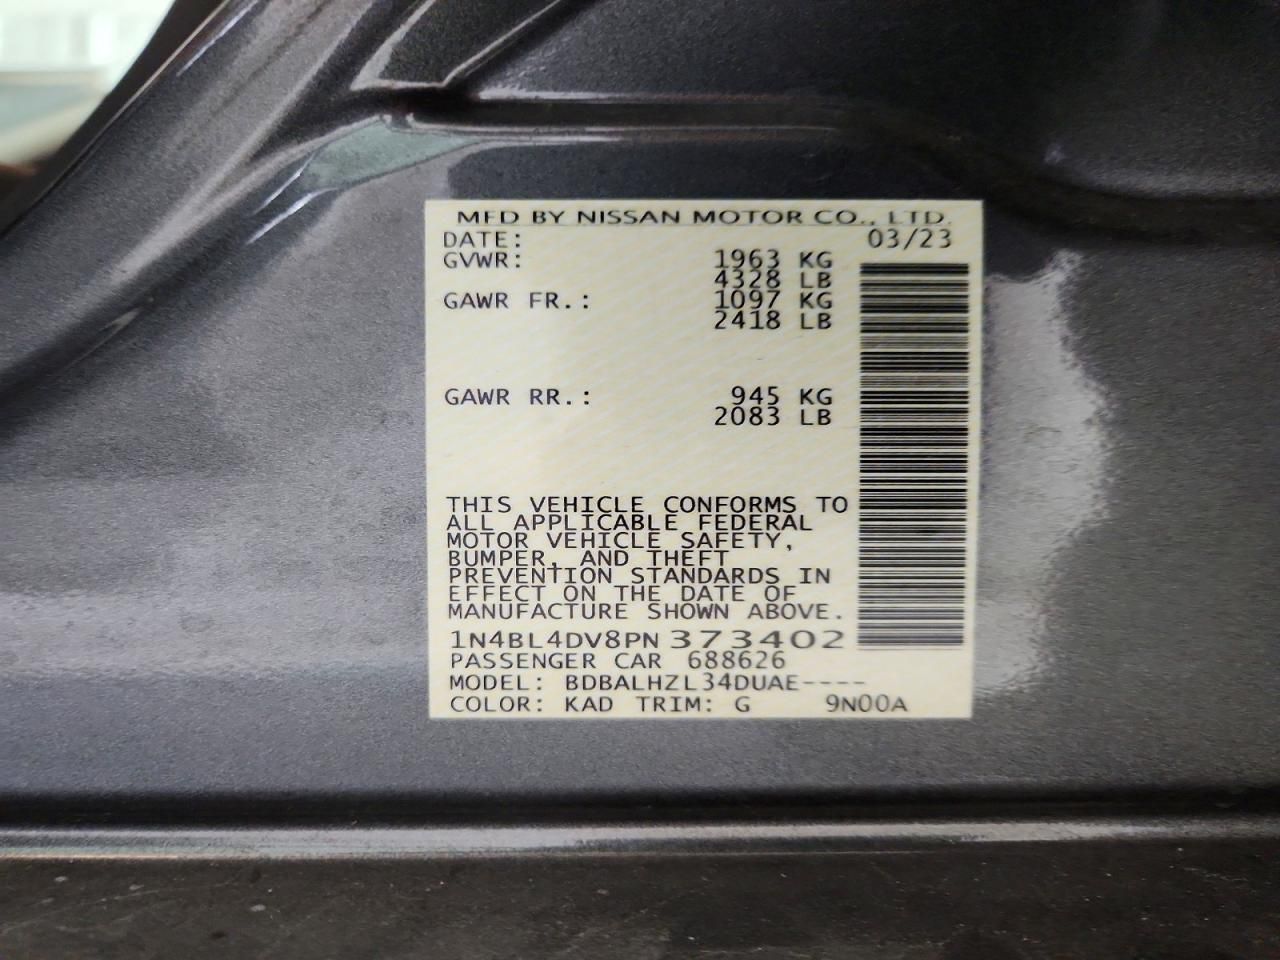 MFD BY NISSAN MOTOR CO., LTD.
DATE: 03/23
GVWR: 1963 KG
4328 LB
GAWR FR.: 1097 KG
2418 LB
GAWR RR.: 945 KG
2083 LB
THIS VEHICLE CONFORMS TO
ALL APPLICABLE FEDERAL
MOTOR VEHICLE SAFETY,
BUMPER, AND THEFT
PREVENTION STANDARDS IN
EFFECT ON THE DATE OF
MANUFACTURE SHOWN ABOVE.
1N4BL4DV8PN373402
PASSENGER CAR 688626
MODEL: BDBALHZL34DUAE----
COLOR: KAD TRIM: G 9N00A